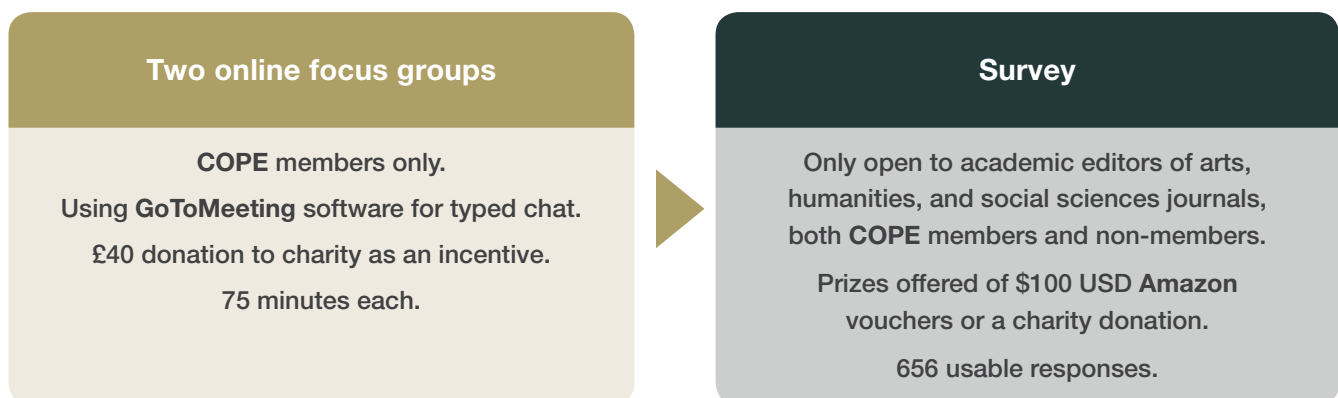 Two online focus groups
COPE members only.
Using GoToMeeting software for typed chat.
£40 donation to charity as an incentive.
75 minutes each.
Survey
Only open to academic editors of arts,
humanities, and social sciences journals,
both COPE members and non-members.
Prizes offered of $100 USD Amazon
vouchers or a charity donation.
656 usable responses.